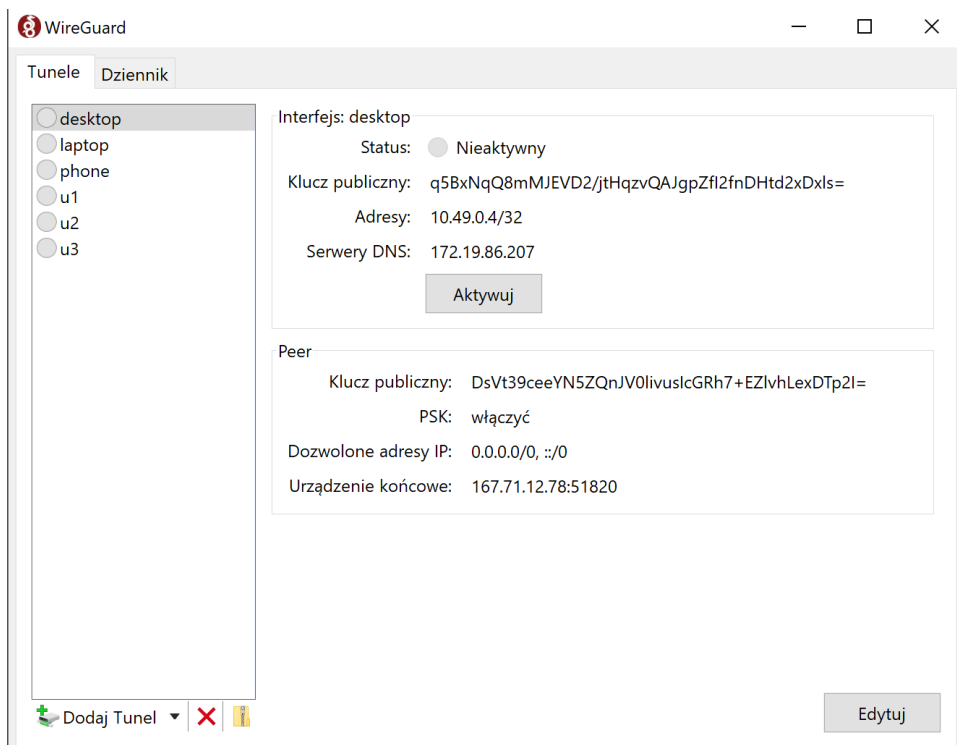 WireGuard
Tunele
Dziennik
desktop
laptop
phone
u1
u2
u3
Interfejs: desktop
Status: Nieaktywny
Klucz publiczny: q5BxNqQ8mMJEVD2/jtHqzvQAJgpZfI2fnDHtd2xDxIs=
Adresy: 10.49.0.4/32
Serwery DNS: 172.19.86.207
Aktywuj
Peer
Klucz publiczny: DsVt39ceeYN5ZQnJV0livusIcGRh7+EZlvhLexDTp2I=
PSK: włączyć
Dozwolone adresy IP: 0.0.0.0/0, ::/0
Urządzenie końcowe: 167.71.12.78:51820
Dodaj Tunel
Edytuj